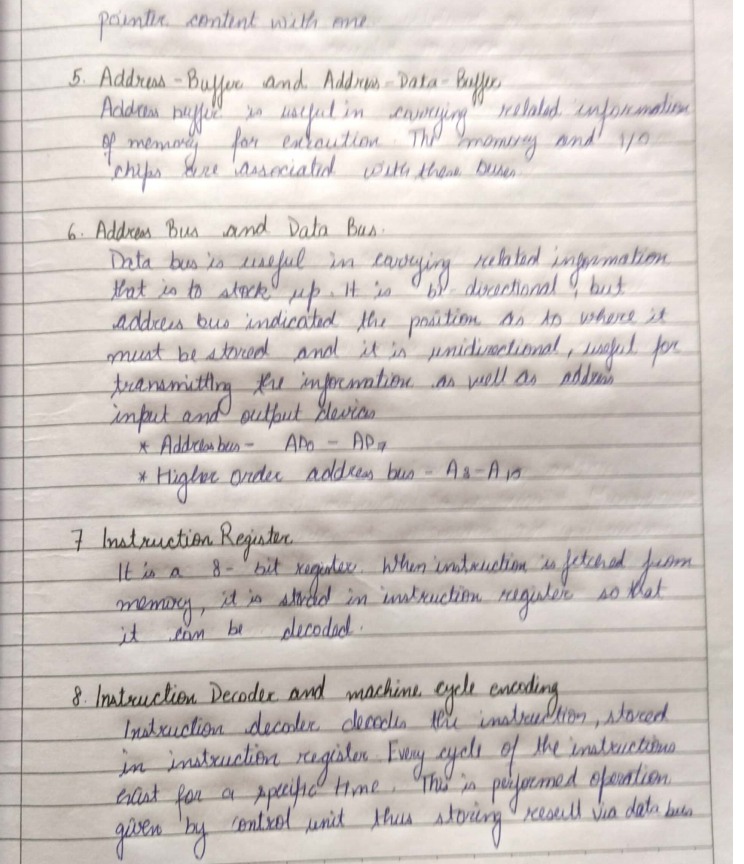 pointer content with one
5. Address-Buffer and Address-Data-Buffer
Address buffer is useful in carrying related information
of memory for execution. The memory and I/O
chips are associated with these buses
6. Address Bus and Data Bus.
Data bus is useful in carrying related information
that is to stock up. It is bi-directional, but
address bus indicated the position as to where it
must be stored and it is unidirectional, useful for
transmitting the information as well as address
input and output devices
* Address bus - AD0 - AD7
* Higher order address bus - A8-A15
7 Instruction Register
It is a 8-bit register. When instruction is fetched from
memory, it is stored in instruction register so that
it can be decoded.
8. Instruction Decoder and machine cycle encoding
Instruction decoder decodes the instruction, stored
in instruction register. Every cycle of the instructions
exist for a specific time. This is performed operation
given by control unit thus storing result via data bus